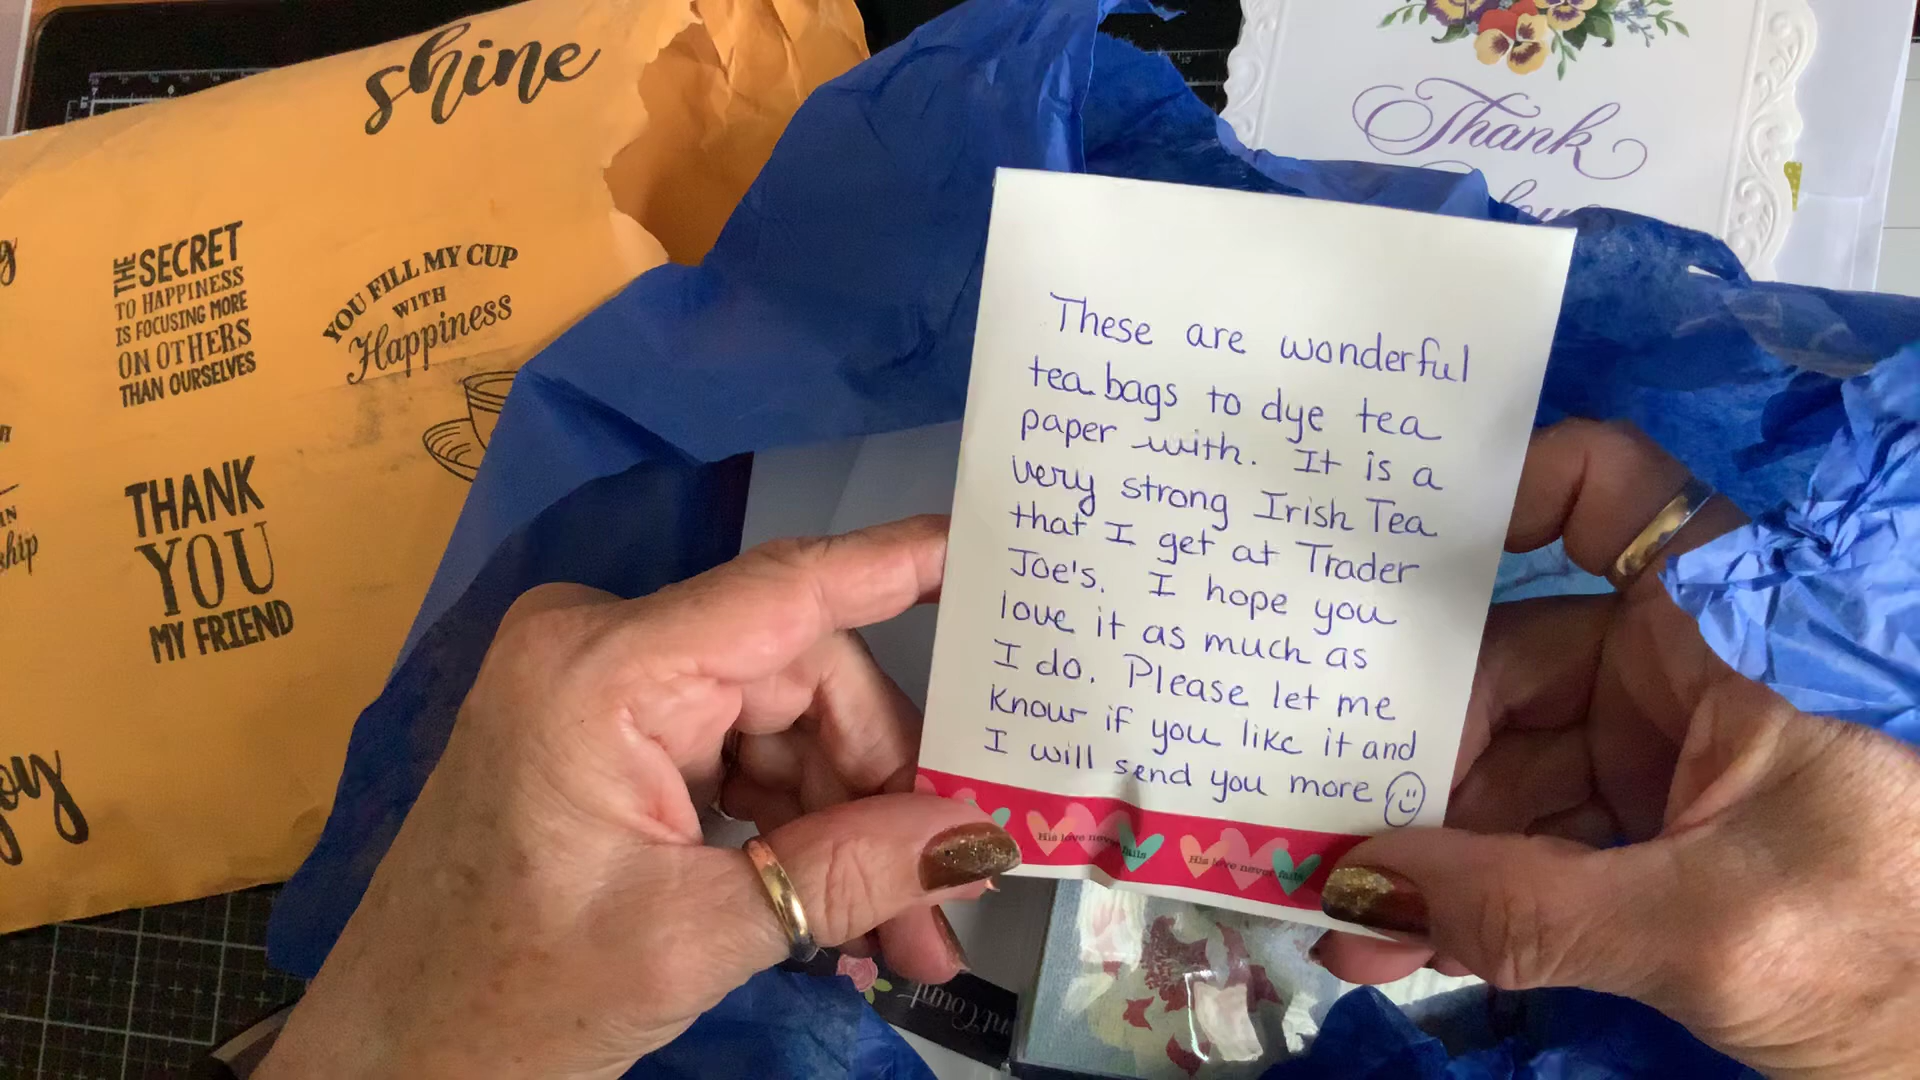 shine
THE SECRET
TO HAPPINESS
IS FOCUSING MORE
ON OTHERS
THAN OURSELVES
YOU FILL MY CUP
WITH
Happiness
THANK
YOU
MY FRIEND
Thank
These are wonderful
tea bags to dye tea
paper with. It is a
very strong Irish Tea
that I get at Trader
Joe's. I hope you
love it as much as
I do. Please let me
know if you like it and
I will send you more
His love never fails
His love never fails